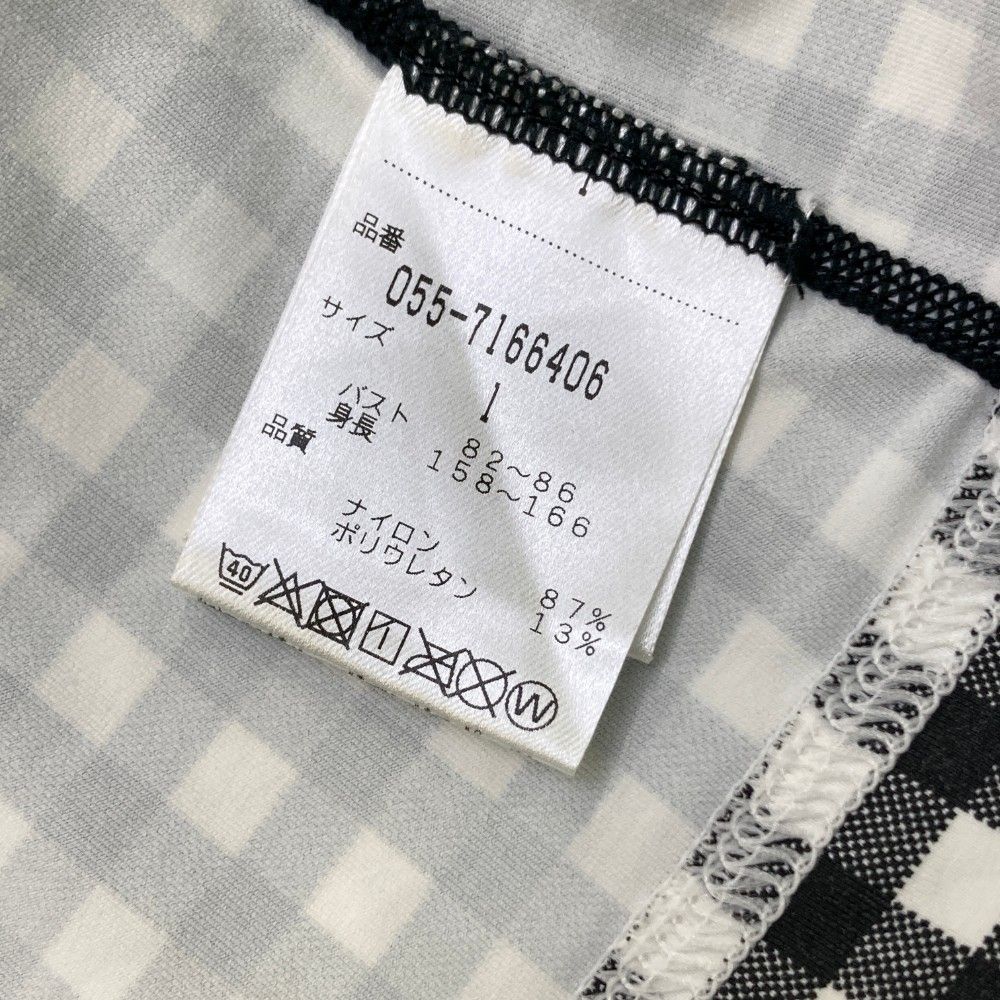 品番
055-7166406
サイズ
1
バスト 82〜86
身長 158〜166
品質
ナイロン 87%
ポリウレタン 13%
40
W